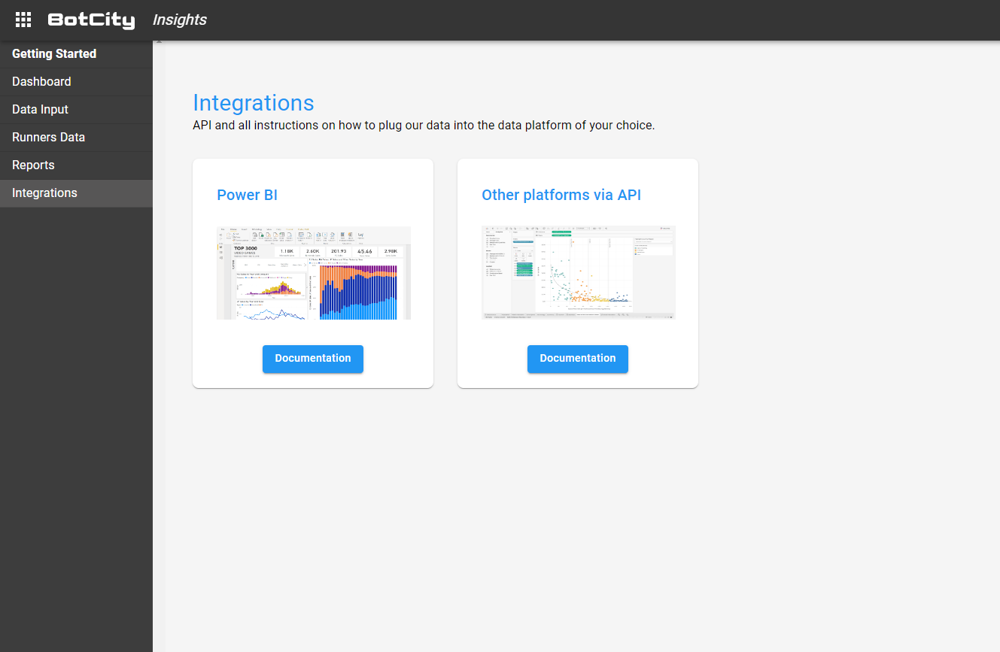 BotCity Insights
Getting Started
Dashboard
Data Input
Runners Data
Reports
Integrations
Integrations
API and all instructions on how to plug our data into the data platform of your choice.
Power BI
Other platforms via API
TOP 3000
VIDEO GAMES
1.18K
2.60K
201.93
45.46
2.98K
Documentation
Documentation